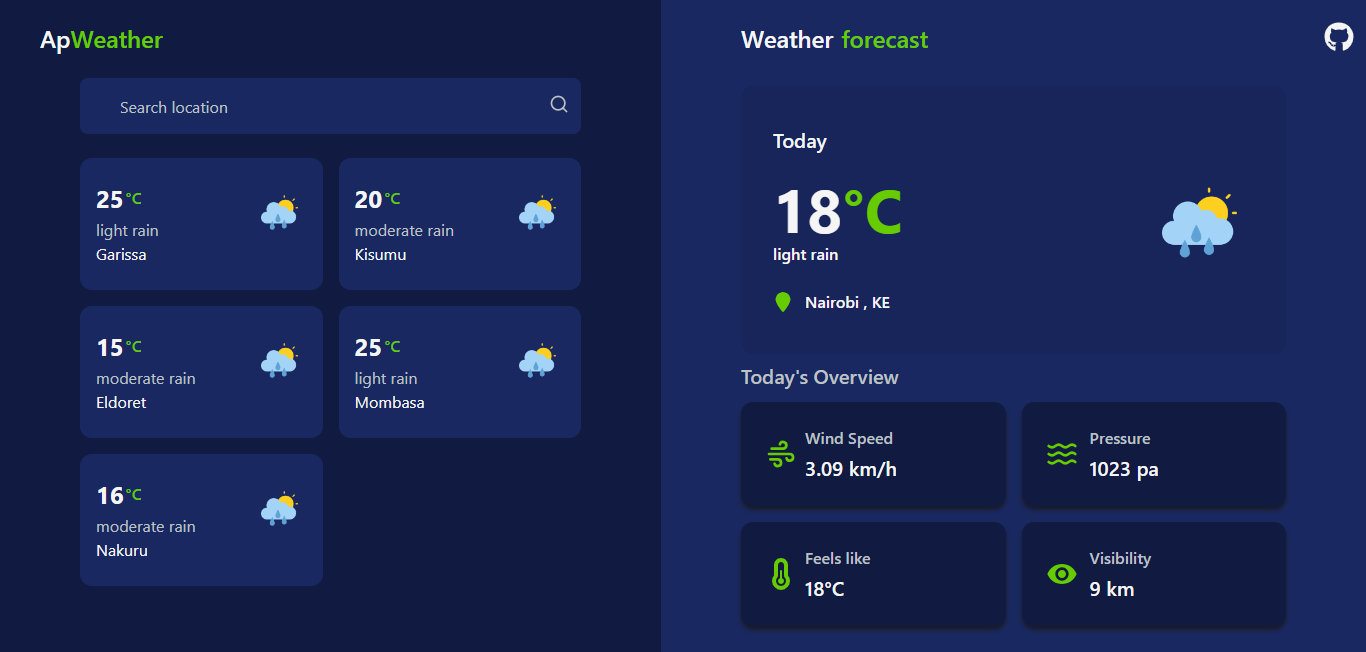 ApWeather
Search location
25 °C
light rain
Garissa
20 °C
moderate rain
Kisumu
15 °C
moderate rain
Eldoret
25 °C
light rain
Mombasa
16 °C
moderate rain
Nakuru
Weather forecast
Today
18°C
light rain
Nairobi , KE
Today's Overview
Wind Speed
3.09 km/h
Pressure
1023 pa
Feels like
18°C
Visibility
9 km